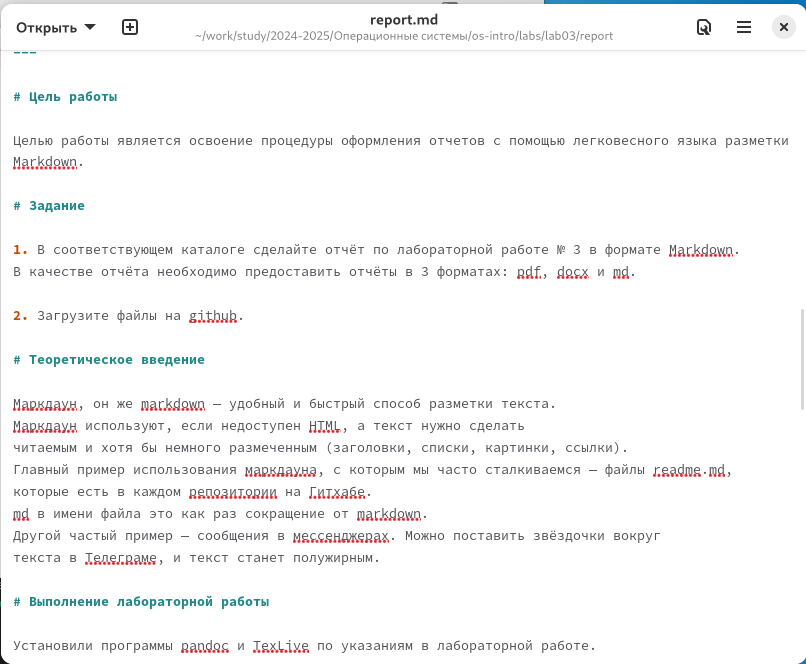 Открыть
report.md
~/work/study/2024-2025/Операционные системы/os-intro/labs/lab03/report
---
# Цель работы
Целью работы является освоение процедуры оформления отчетов с помощью легковесного языка разметки
Markdown.
# Задание
1. В соответствующем каталоге сделайте отчёт по лабораторной работе № 3 в формате Markdown.
В качестве отчёта необходимо предоставить отчёты в 3 форматах: pdf, docx и md.
2. Загрузите файлы на github.
# Теоретическое введение
Маркдаун, он же markdown — удобный и быстрый способ разметки текста.
Маркдаун используют, если недоступен HTML, а текст нужно сделать
читаемым и хотя бы немного размеченным (заголовки, списки, картинки, ссылки).
Главный пример использования маркдауна, с которым мы часто сталкиваемся — файлы readme.md,
которые есть в каждом репозитории на Гитхабе.
md в имени файла это как раз сокращение от markdown.
Другой частый пример — сообщения в мессенджерах. Можно поставить звёздочки вокруг
текста в Телеграме, и текст станет полужирным.
# Выполнение лабораторной работы
Установили программы pandoc и TexLive по указаниям в лабораторной работе.